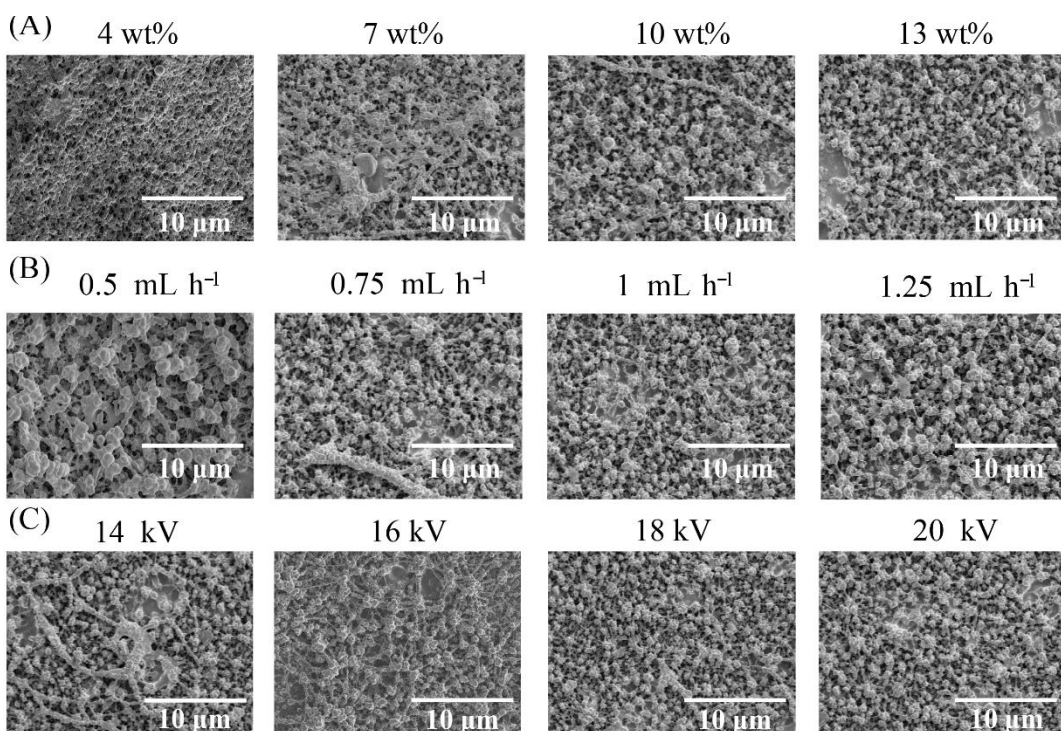 (A)
4 wt% 7 wt% 10 wt% 13 wt%
10 µm 10 µm 10 µm 10 µm
(B)
0.5 mL h⁻¹ 0.75 mL h⁻¹ 1 mL h⁻¹ 1.25 mL h⁻¹
10 µm 10 µm 10 µm 10 µm
(C)
14 kV 16 kV 18 kV 20 kV
10 µm 10 µm 10 µm 10 µm